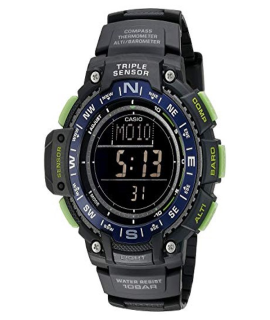 COMPASS
THERMOMETER
ALTI/BAROMETER
TRIPLE
SENSOR
N
NE
E
SE
S
SW
W
NW
COMP
BARO
ALTI
SENSOR
CASIO
MO10
5:13
31
LIGHT
WATER RESIST
10BAR